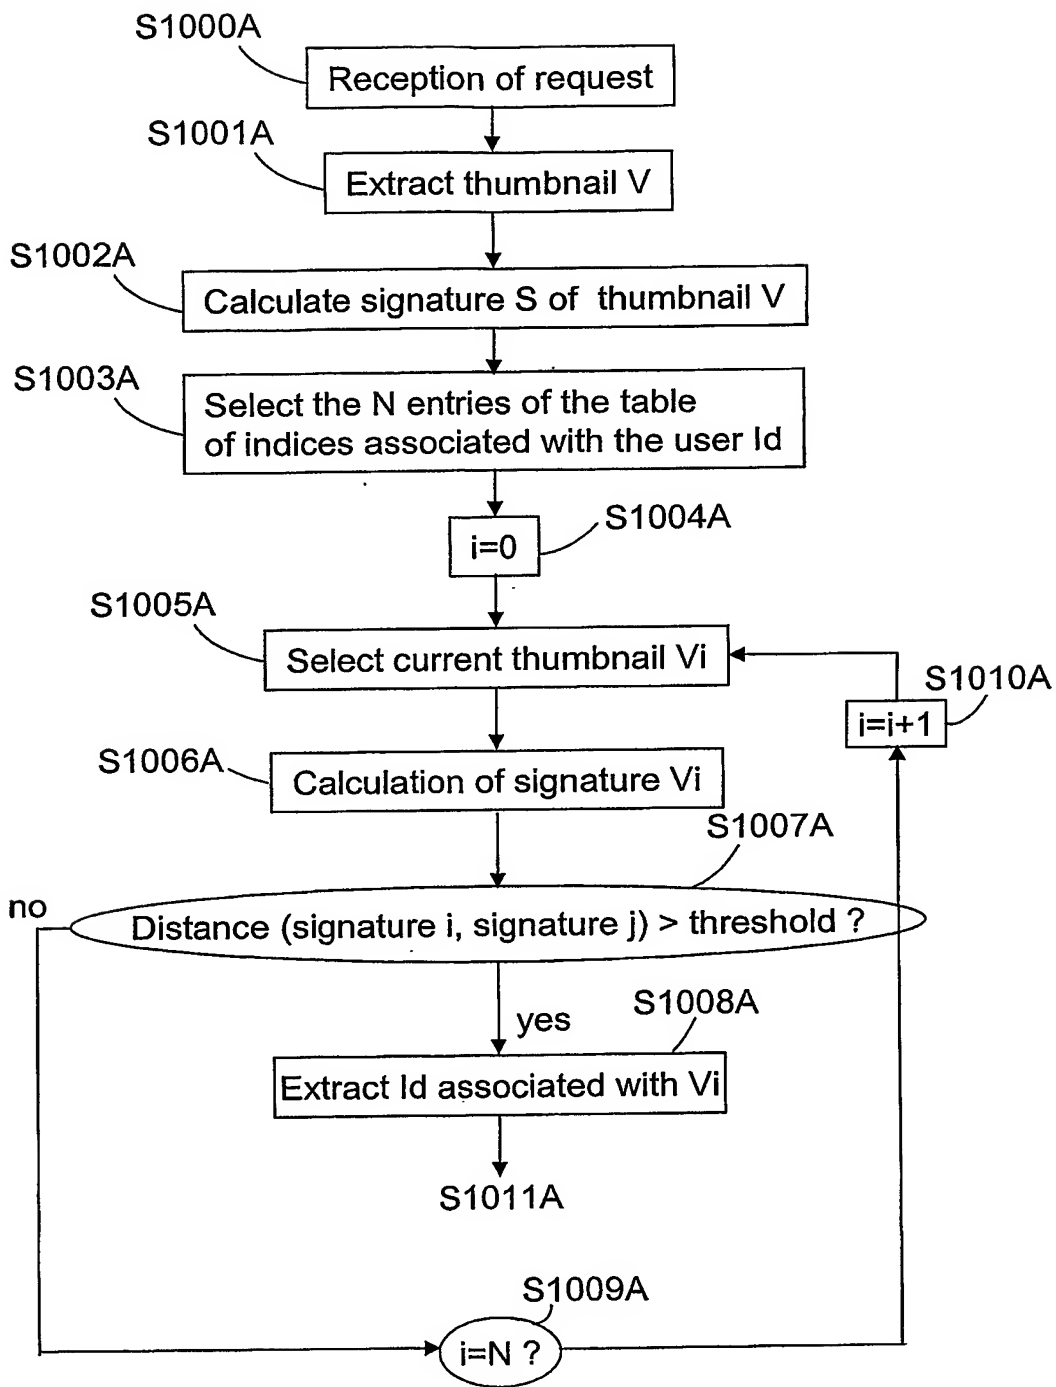 S1000A
Reception of request
S1001A
Extract thumbnail V
S1002A
Calculate signature S of thumbnail V
S1003A
Select the N entries of the table
of indices associated with the user Id
i=0
S1004A
S1005A
Select current thumbnail Vi
S1010A
i=i+1
S1006A
Calculation of signature Vi
S1007A
no
Distance (signature i, signature j) > threshold ?
yes
S1008A
Extract Id associated with Vi
S1011A
S1009A
i=N ?